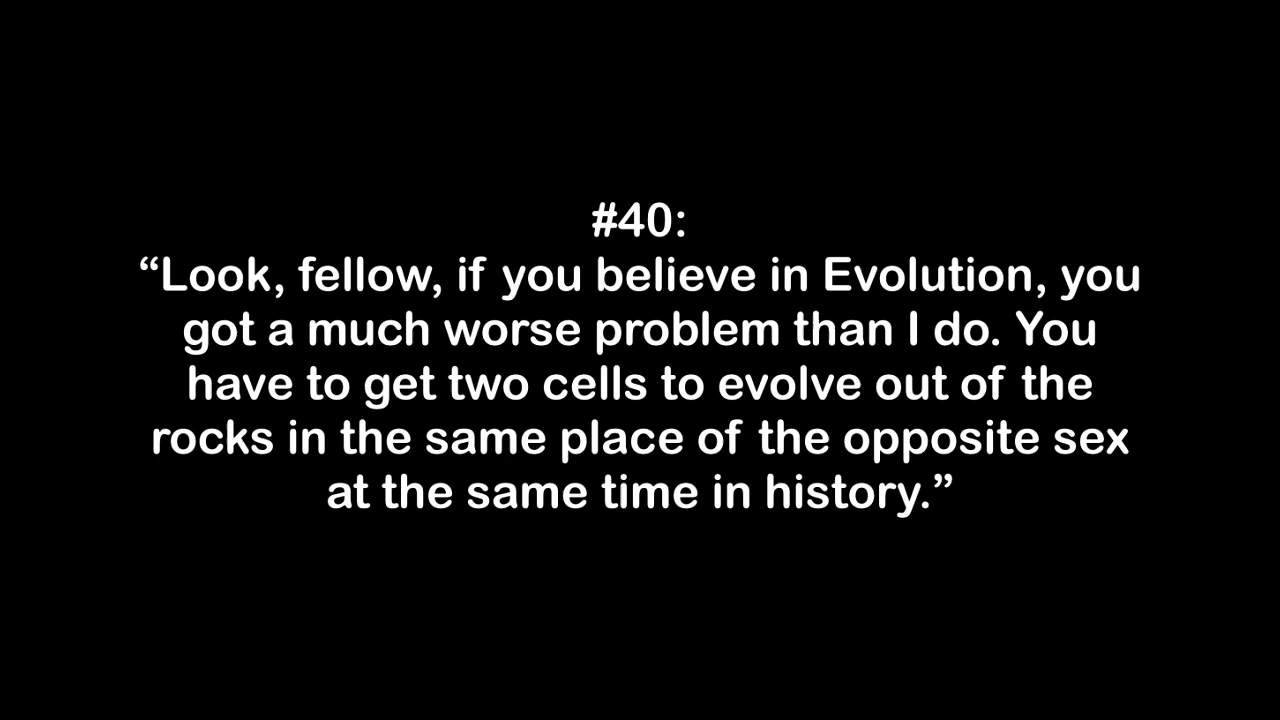 #40:
“Look, fellow, if you believe in Evolution, you
got a much worse problem than I do. You
have to get two cells to evolve out of the
rocks in the same place of the opposite sex
at the same time in history.”